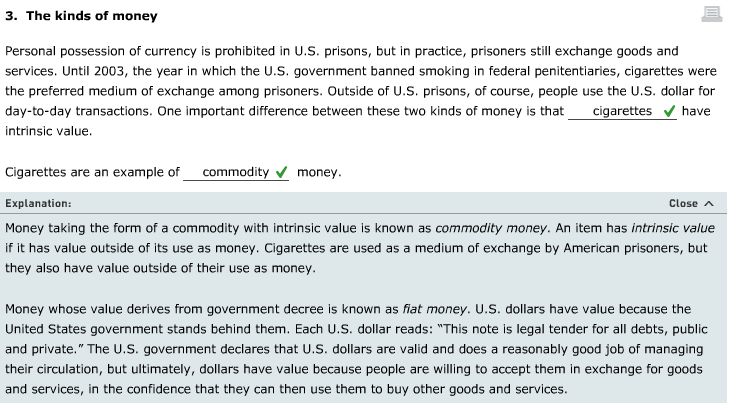 3. The kinds of money
Personal possession of currency is prohibited in U.S. prisons, but in practice, prisoners still exchange goods and
services. Until 2003, the year in which the U.S. government banned smoking in federal penitentiaries, cigarettes were
the preferred medium of exchange among prisoners. Outside of U.S. prisons, of course, people use the U.S. dollar for
day-to-day transactions. One important difference between these two kinds of money is that cigarettes ✔ have
intrinsic value.
Cigarettes are an example of commodity ✔ money.
Explanation: Close ʌ
Money taking the form of a commodity with intrinsic value is known as commodity money. An item has intrinsic value
if it has value outside of its use as money. Cigarettes are used as a medium of exchange by American prisoners, but
they also have value outside of their use as money.
Money whose value derives from government decree is known as fiat money. U.S. dollars have value because the
United States government stands behind them. Each U.S. dollar reads: “This note is legal tender for all debts, public
and private.” The U.S. government declares that U.S. dollars are valid and does a reasonably good job of managing
their circulation, but ultimately, dollars have value because people are willing to accept them in exchange for goods
and services, in the confidence that they can then use them to buy other goods and services.